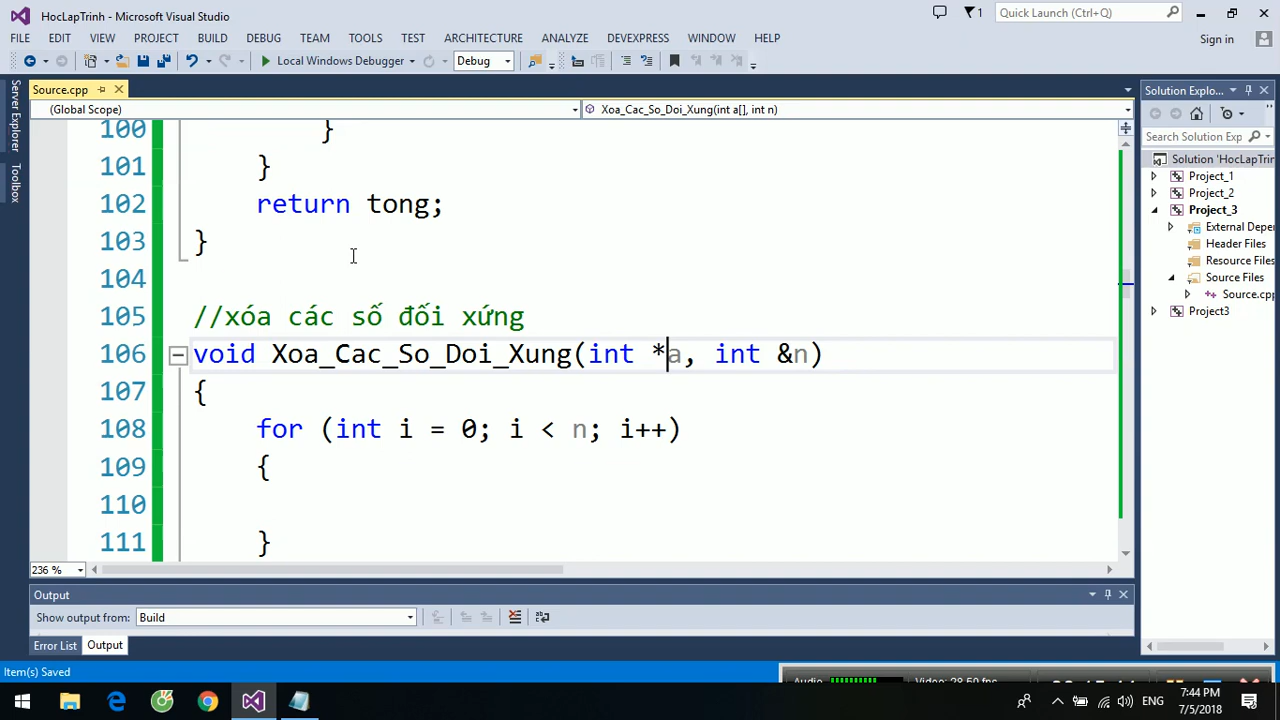 HocLapTrinh - Microsoft Visual Studio
1
Quick Launch (Ctrl+Q)
FILE EDIT VIEW PROJECT BUILD DEBUG TEAM TOOLS TEST ARCHITECTURE ANALYZE DEVEXPRESS WINDOW HELP
Sign in
Local Windows Debugger
Debug
Server Explorer
Toolbox
Source.cpp
(Global Scope)
Xoa_Cac_So_Doi_Xung(int a[], int n)
100 }
101 }
102 return tong;
103 }
104
105 //xóa các số đối xứng
106 void Xoa_Cac_So_Doi_Xung(int *a, int &n)
107 {
108 for (int i = 0; i < n; i++)
109 {
110
111 }
236 %
Solution Explo...
Search Solution Exp
Solution 'HocLapTrin
Project_1
Project_2
Project_3
External Depe
Header Files
Resource Files
Source Files
Source.cpp
Project3
Output
Show output from: Build
Error List
Output
Item(s) Saved
ENG
7:44 PM
7/5/2018